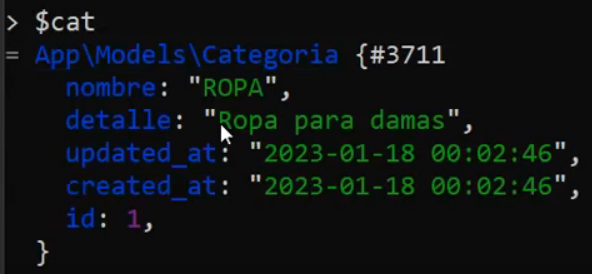 > $cat
= App\Models\Categoria {#3711
nombre: "ROPA",
detalle: "Ropa para damas",
updated_at: "2023-01-18 00:02:46",
created_at: "2023-01-18 00:02:46",
id: 1,
}